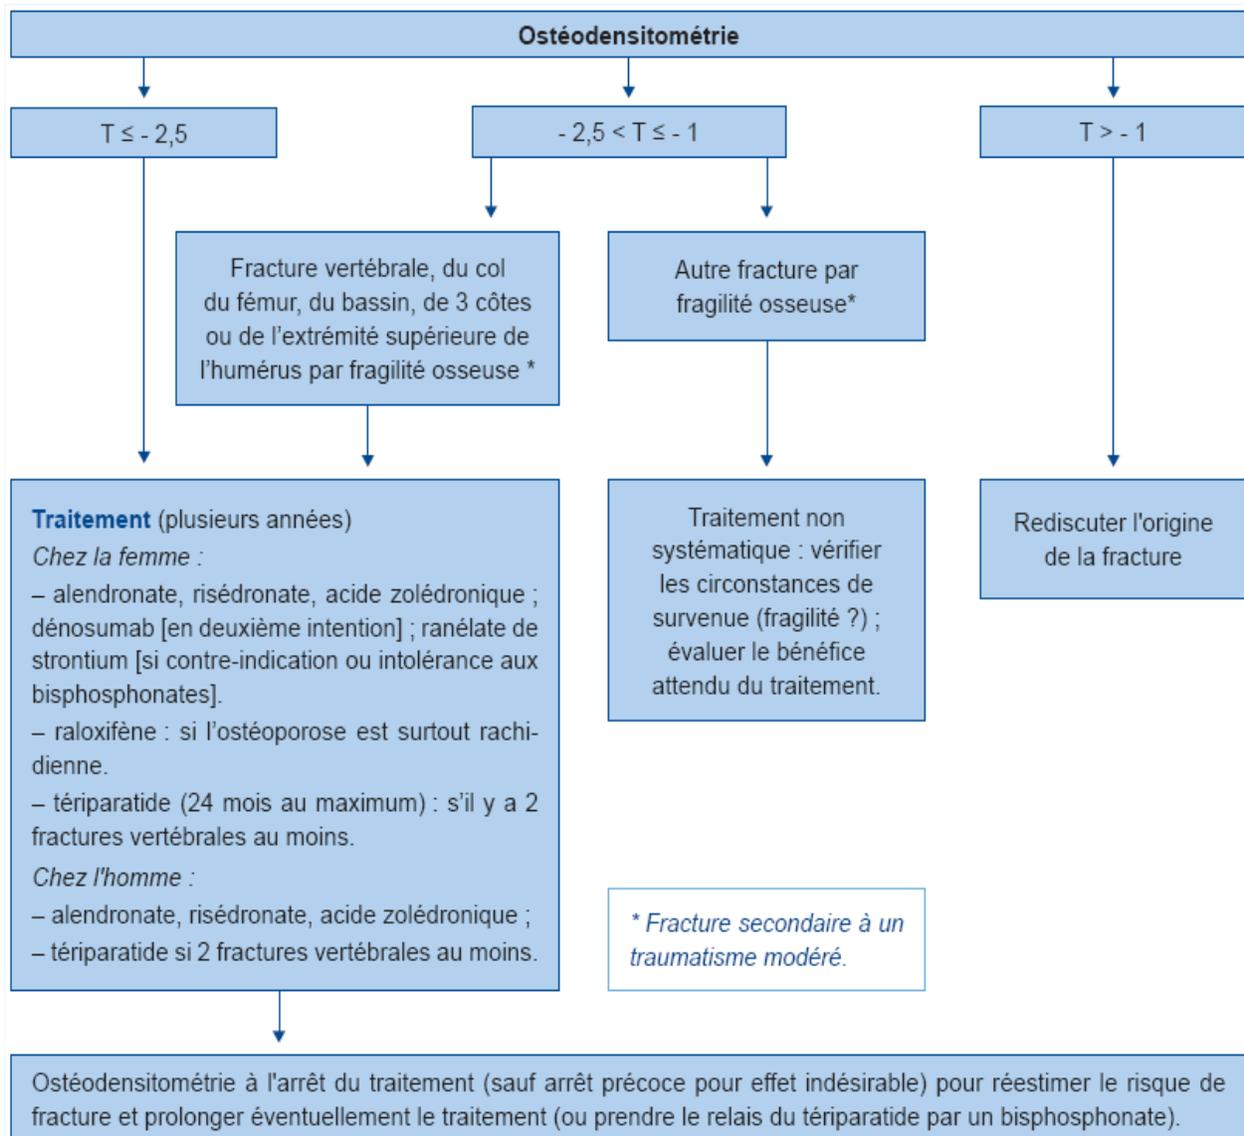 Ostéodensitométrie
T ≤ - 2,5
- 2,5 < T ≤ - 1
T > - 1
Fracture vertébrale, du col
du fémur, du bassin, de 3 côtes
ou de l'extrémité supérieure de
l'humérus par fragilité osseuse *
Autre fracture par
fragilité osseuse*
Traitement (plusieurs années)
Chez la femme :
– alendronate, risédronate, acide zolédronique ;
dénosumab [en deuxième intention] ; ranélate de
strontium [si contre-indication ou intolérance aux
bisphosphonates].
– raloxifène : si l'ostéoporose est surtout rachi-
dienne.
– tériparatide (24 mois au maximum) : s'il y a 2
fractures vertébrales au moins.
Chez l'homme :
– alendronate, risédronate, acide zolédronique ;
– tériparatide si 2 fractures vertébrales au moins.
Traitement non
systématique : vérifier
les circonstances de
survenue (fragilité ?) ;
évaluer le bénéfice
attendu du traitement.
Rediscuter l'origine
de la fracture
* Fracture secondaire à un
traumatisme modéré.
Ostéodensitométrie à l'arrêt du traitement (sauf arrêt précoce pour effet indésirable) pour réestimer le risque de
fracture et prolonger éventuellement le traitement (ou prendre le relais du tériparatide par un bisphosphonate).